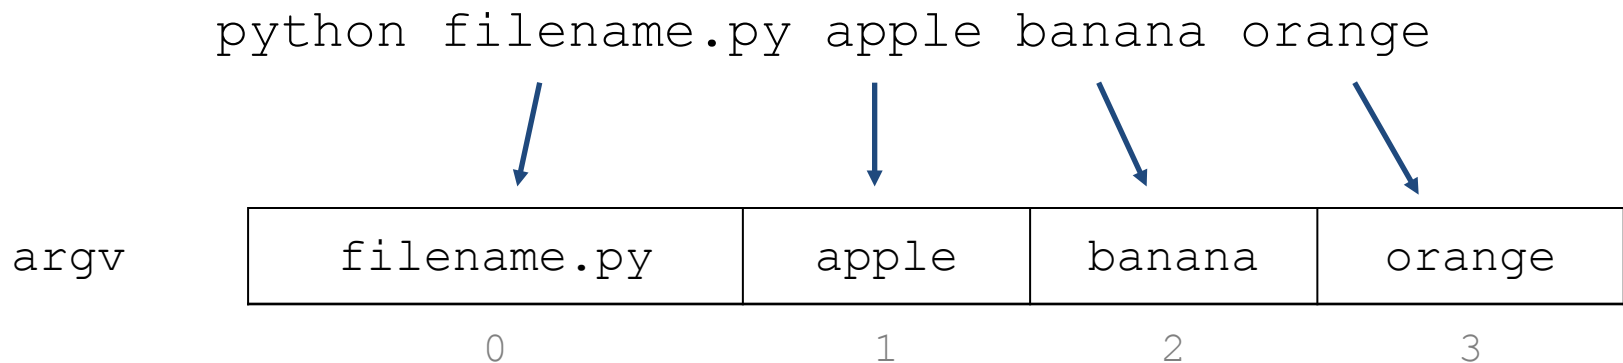 python filename.py apple banana orange
argv filename.py apple banana orange
0 1 2 3